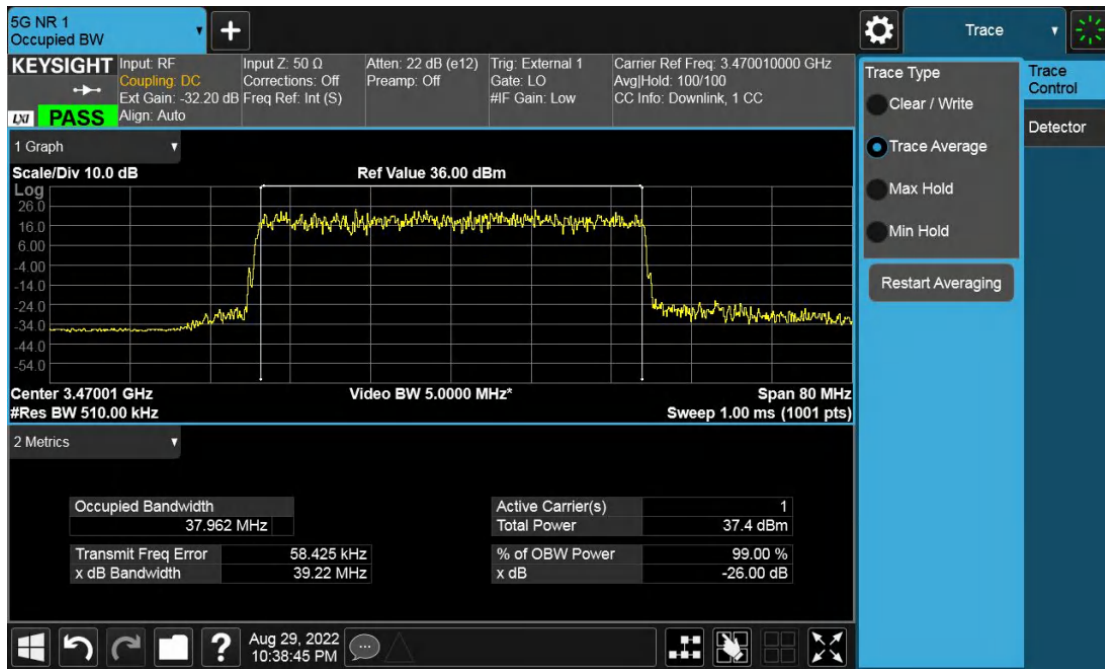 5G NR 1
Occupied BW
+
Trace
KEYSIGHT
LXI
PASS
Input: RF
Coupling: DC
Ext Gain: -32.20 dB
Align: Auto
Input Z: 50 Ω
Corrections: Off
Freq Ref: Int (S)
Atten: 22 dB (e12)
Preamp: Off
Trig: External 1
Gate: LO
#IF Gain: Low
Carrier Ref Freq: 3.470010000 GHz
Avg|Hold: 100/100
CC Info: Downlink, 1 CC
1 Graph
Scale/Div 10.0 dB
Ref Value 36.00 dBm
Log
26.0
16.0
6.00
-4.00
-14.0
-24.0
-34.0
-44.0
-54.0
Center 3.47001 GHz
#Res BW 510.00 kHz
Video BW 5.0000 MHz*
Span 80 MHz
Sweep 1.00 ms (1001 pts)
2 Metrics
Occupied Bandwidth
37.962 MHz
Transmit Freq Error 58.425 kHz
x dB Bandwidth 39.22 MHz
Active Carrier(s) 1
Total Power 37.4 dBm
% of OBW Power 99.00 %
x dB -26.00 dB
Trace Type
Clear / Write
Trace Average
Max Hold
Min Hold
Restart Averaging
Trace
Control
Detector
?
Aug 29, 2022
10:38:45 PM